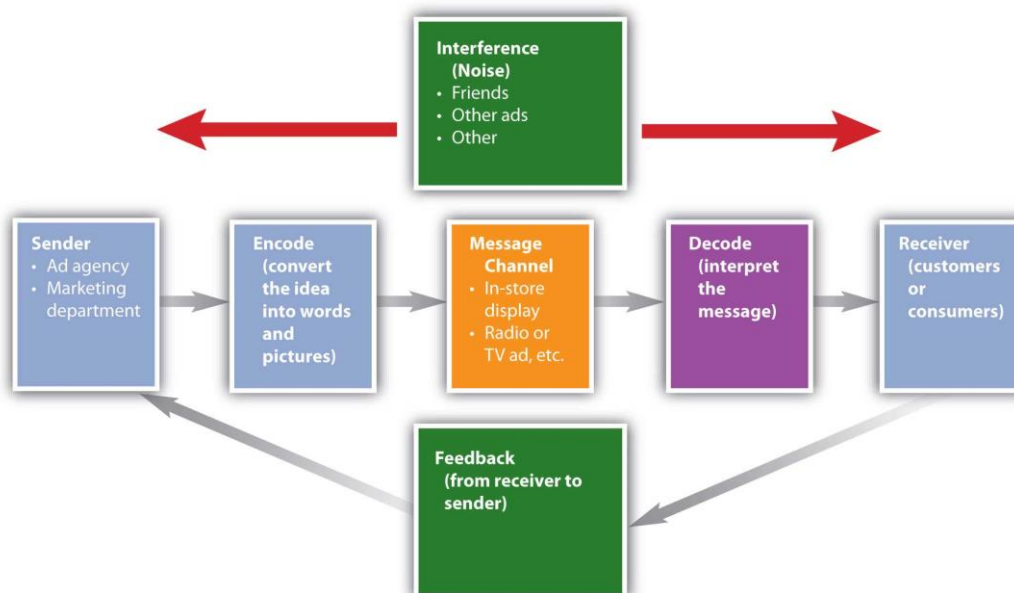 Interference
(Noise)
• Friends
• Other ads
• Other
Sender
• Ad agency
• Marketing
department
Encode
(convert
the idea
into words
and
pictures)
Message
Channel
• In-store
display
• Radio or
TV ad, etc.
Decode
(interpret
the
message)
Receiver
(customers
or
consumers)
Feedback
(from receiver to
sender)